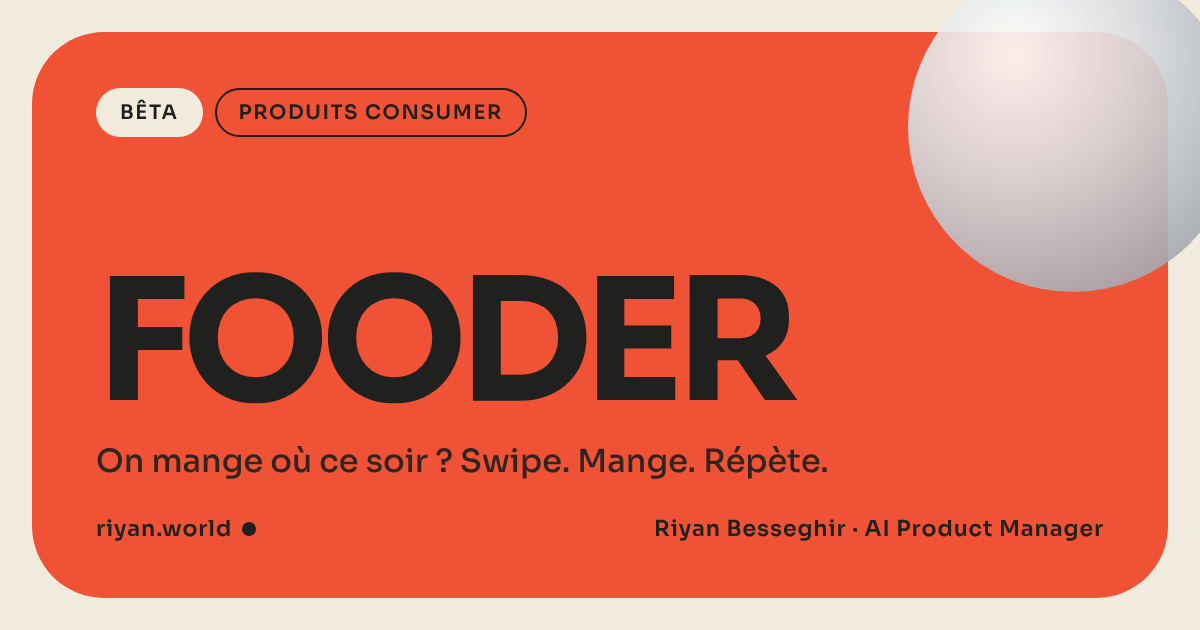 BÊTA
PRODUITS CONSUMER
FOODER
On mange où ce soir ? Swipe. Mange. Répète.
riyan.world
Riyan Besseghir · AI Product Manager